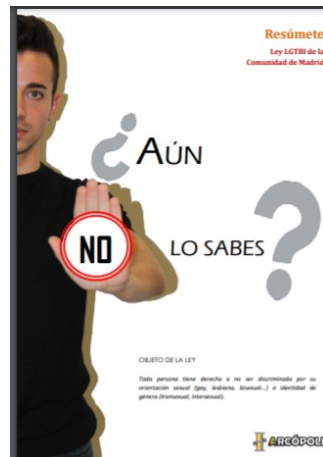 Resúmete
Ley LGTBI de la
Comunidad de Madrid
¿AÚN
NO LO SABES?
OBJETO DE LA LEY
Toda persona tiene derecho a no ser discriminada por su
orientación sexual (gay, lesbiana, bisexual...) o identidad de
género (transexual, intersexual).
ARCÓPOLI